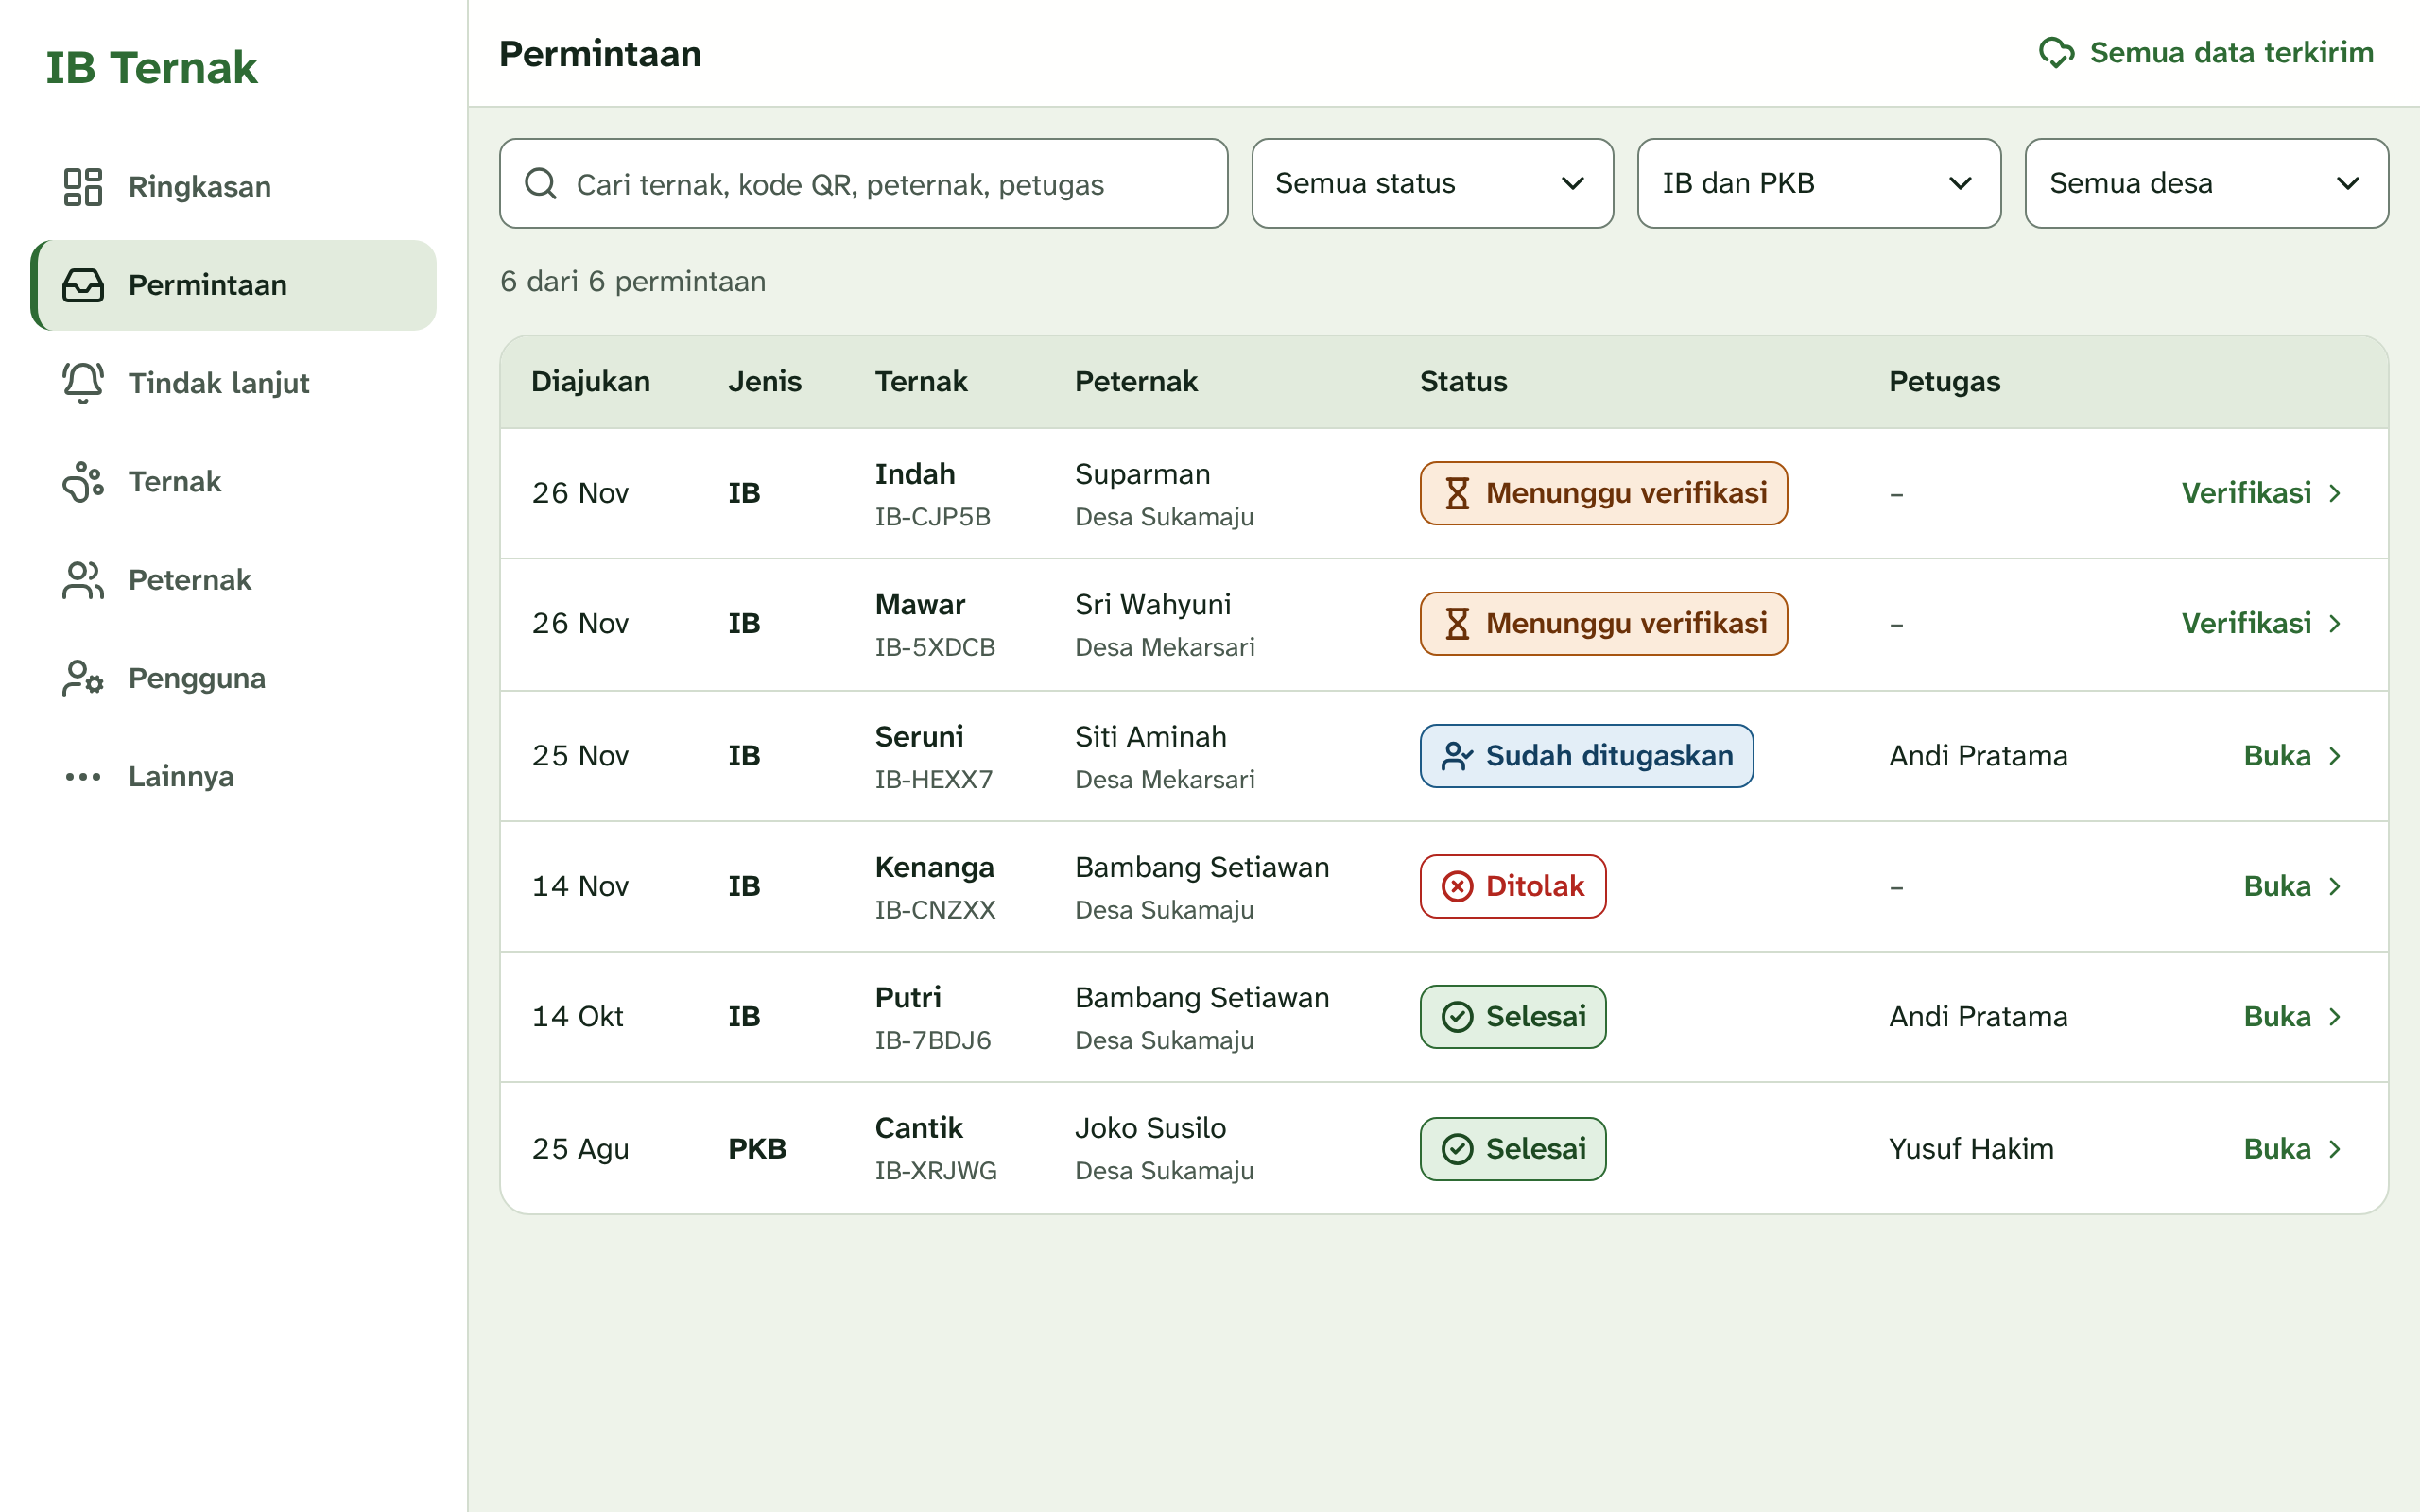 IB Ternak
Ringkasan
Permintaan
Tindak lanjut
Ternak
Peternak
Pengguna
Lainnya
Permintaan
Semua data terkirim
Cari ternak, kode QR, peternak, petugas
Semua status
IB dan PKB
Semua desa
6 dari 6 permintaan
Diajukan Jenis Ternak Peternak Status Petugas
26 Nov IB Indah Suparman Menunggu verifikasi – Verifikasi
IB-CJP5B Desa Sukamaju
26 Nov IB Mawar Sri Wahyuni Menunggu verifikasi – Verifikasi
IB-5XDCB Desa Mekarsari
25 Nov IB Seruni Siti Aminah Sudah ditugaskan Andi Pratama Buka
IB-HEXX7 Desa Mekarsari
14 Nov IB Kenanga Bambang Setiawan Ditolak – Buka
IB-CNZXX Desa Sukamaju
14 Okt IB Putri Bambang Setiawan Selesai Andi Pratama Buka
IB-7BDJ6 Desa Sukamaju
25 Agu PKB Cantik Joko Susilo Selesai Yusuf Hakim Buka
IB-XRJWG Desa Sukamaju